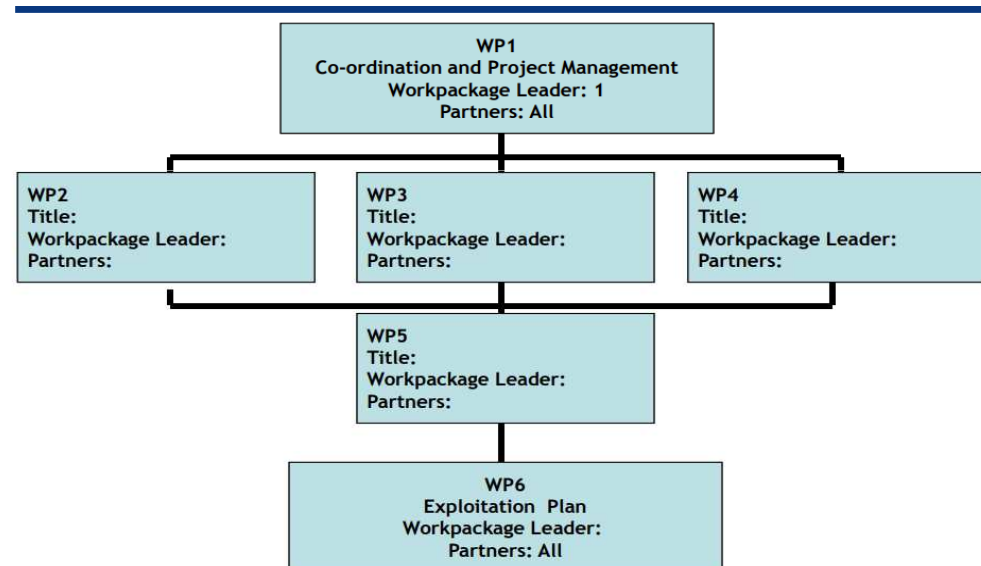 WP1
Co-ordination and Project Management
Workpackage Leader: 1
Partners: All
WP2
Title:
Workpackage Leader:
Partners:
WP3
Title:
Workpackage Leader:
Partners:
WP4
Title:
Workpackage Leader:
Partners:
WP5
Title:
Workpackage Leader:
Partners:
WP6
Exploitation Plan
Workpackage Leader:
Partners: All